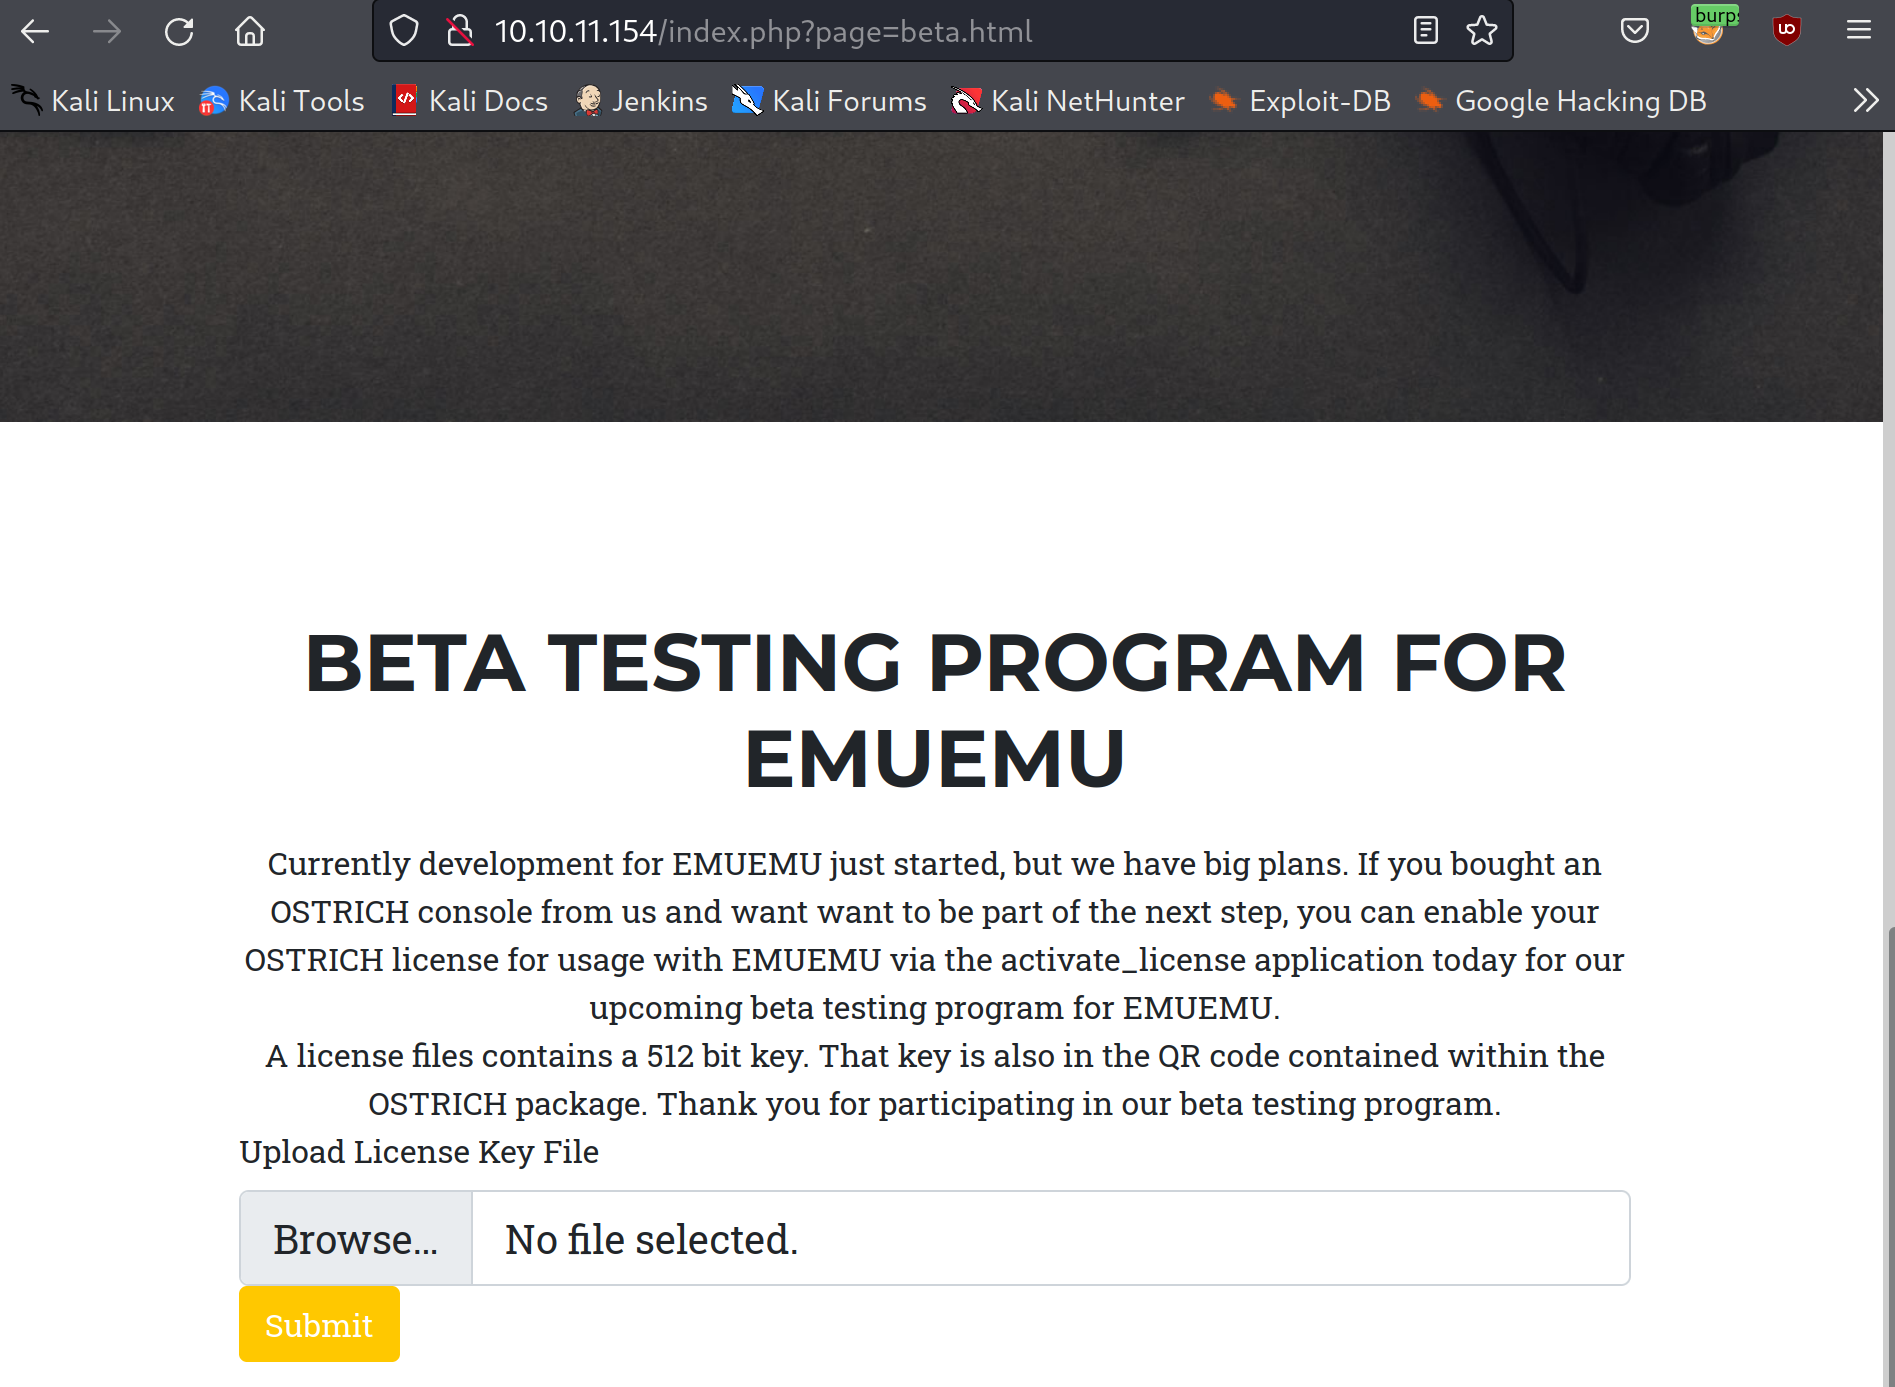 10.10.11.154/index.php?page=beta.html
burp
Kali Linux Kali Tools Kali Docs Jenkins Kali Forums Kali NetHunter Exploit-DB Google Hacking DB
BETA TESTING PROGRAM FOR
EMUEMU
Currently development for EMUEMU just started, but we have big plans. If you bought an
OSTRICH console from us and want want to be part of the next step, you can enable your
OSTRICH license for usage with EMUEMU via the activate_license application today for our
upcoming beta testing program for EMUEMU.
A license files contains a 512 bit key. That key is also in the QR code contained within the
OSTRICH package. Thank you for participating in our beta testing program.
Upload License Key File
Browse... No file selected.
Submit